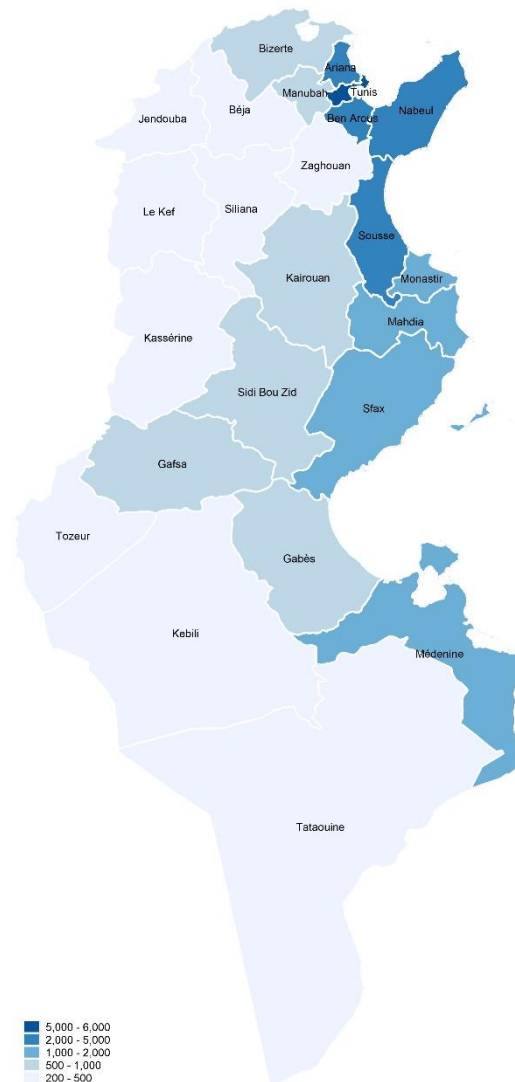 Bizerte
Ariana
Tunis
Manubah
Nabeul
Béja
Jendouba
Ben Arous
Zaghouan
Le Kef
Siliana
Sousse
Kairouan
Monastir
Mahdia
Kassérine
Sidi Bou Zid
Sfax
Gafsa
Tozeur
Gabès
Kebili
Médenine
Tataouine
5,000 - 6,000
2,000 - 5,000
1,000 - 2,000
500 - 1,000
200 - 500